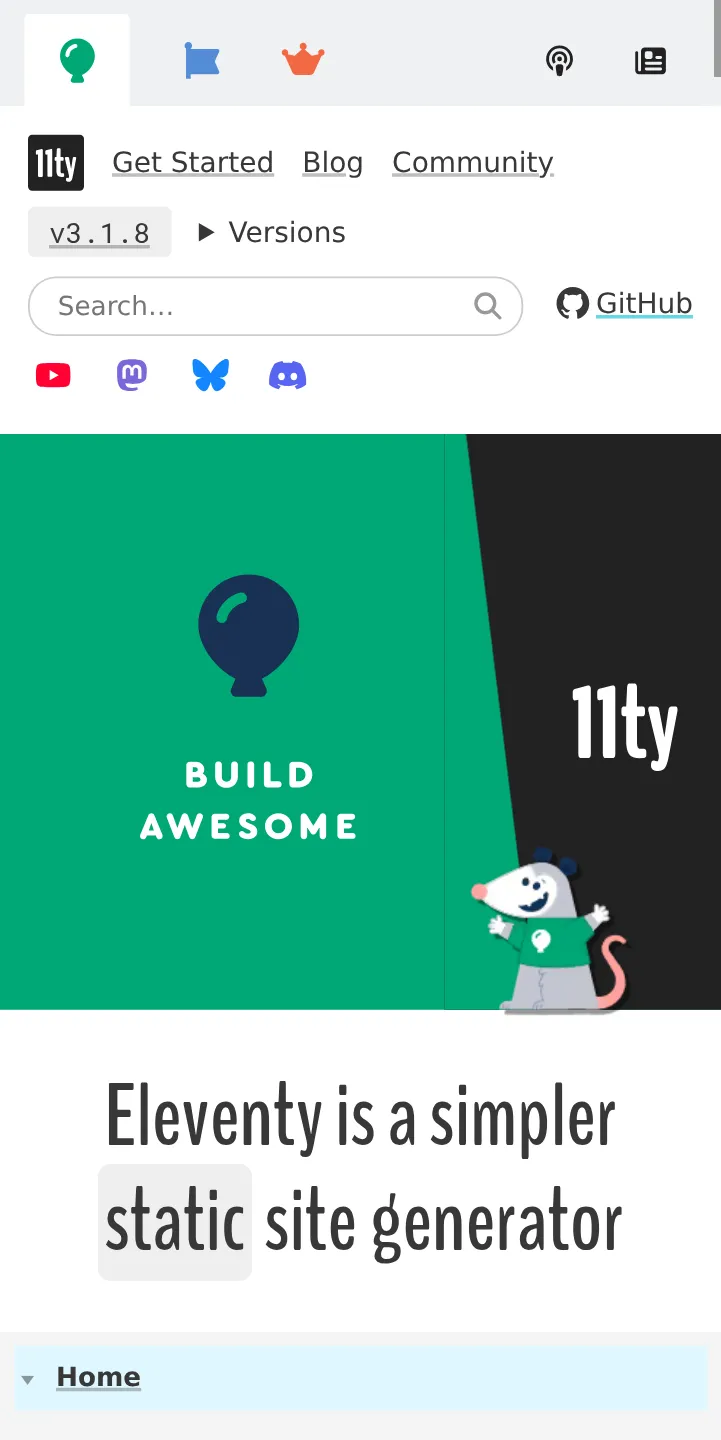 11ty Get Started Blog Community
v3.1.8 Versions
Search... GitHub
11ty
BUILD
AWESOME
Eleventy is a simpler
static site generator
Home